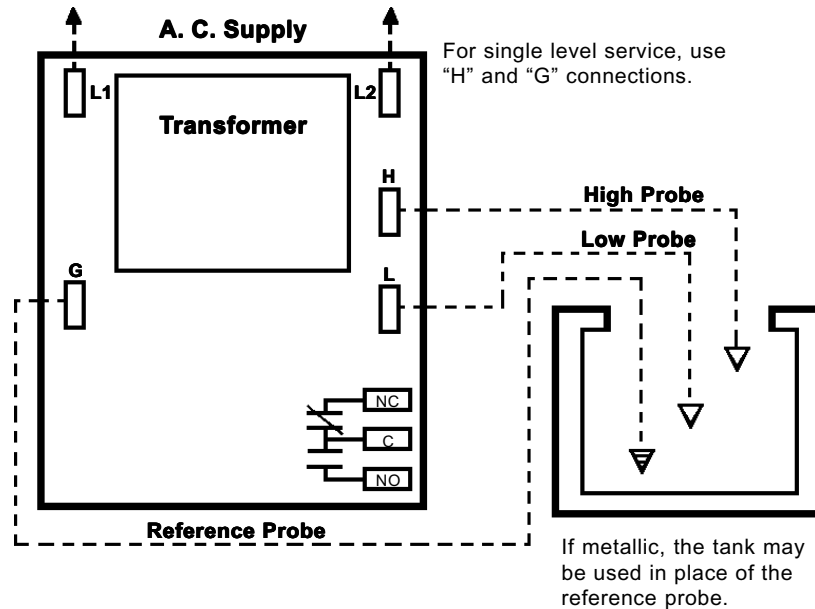 A. C. Supply
For single level service, use
“H” and “G” connections.
L1
L2
Transformer
H
High Probe
Low Probe
G
L
NC
C
NO
Reference Probe
If metallic, the tank may
be used in place of the
reference probe.